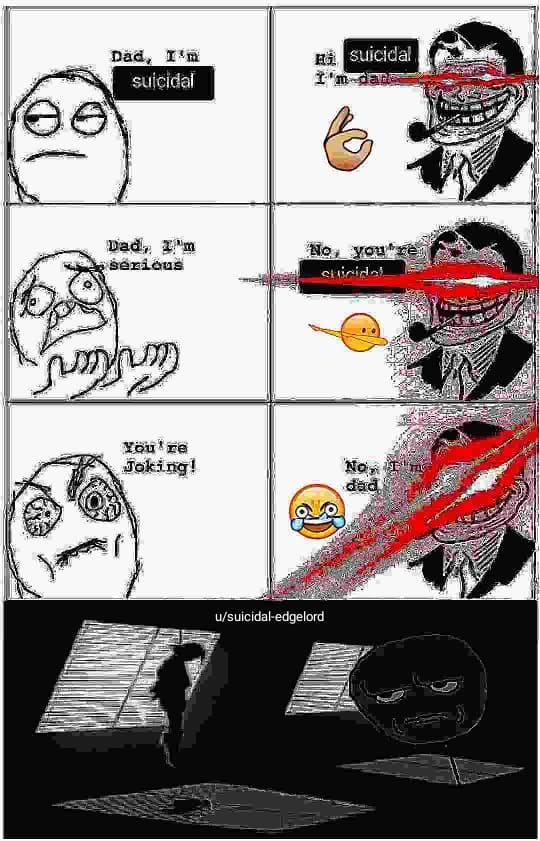 Dad, I'm
suicidal
Hi suicidal
I'm dad
Dad, I'm
serious
No, you're
suicidal
You're
Joking!
No, I'm
dad
u/suicidal-edgelord